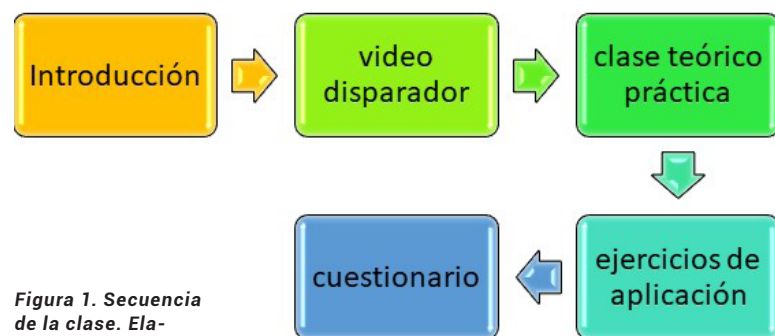 Introducción
video
disparador
clase teórico
práctica
ejercicios de
aplicación
cuestionario
Figura 1. Secuencia
de la clase. Ela-